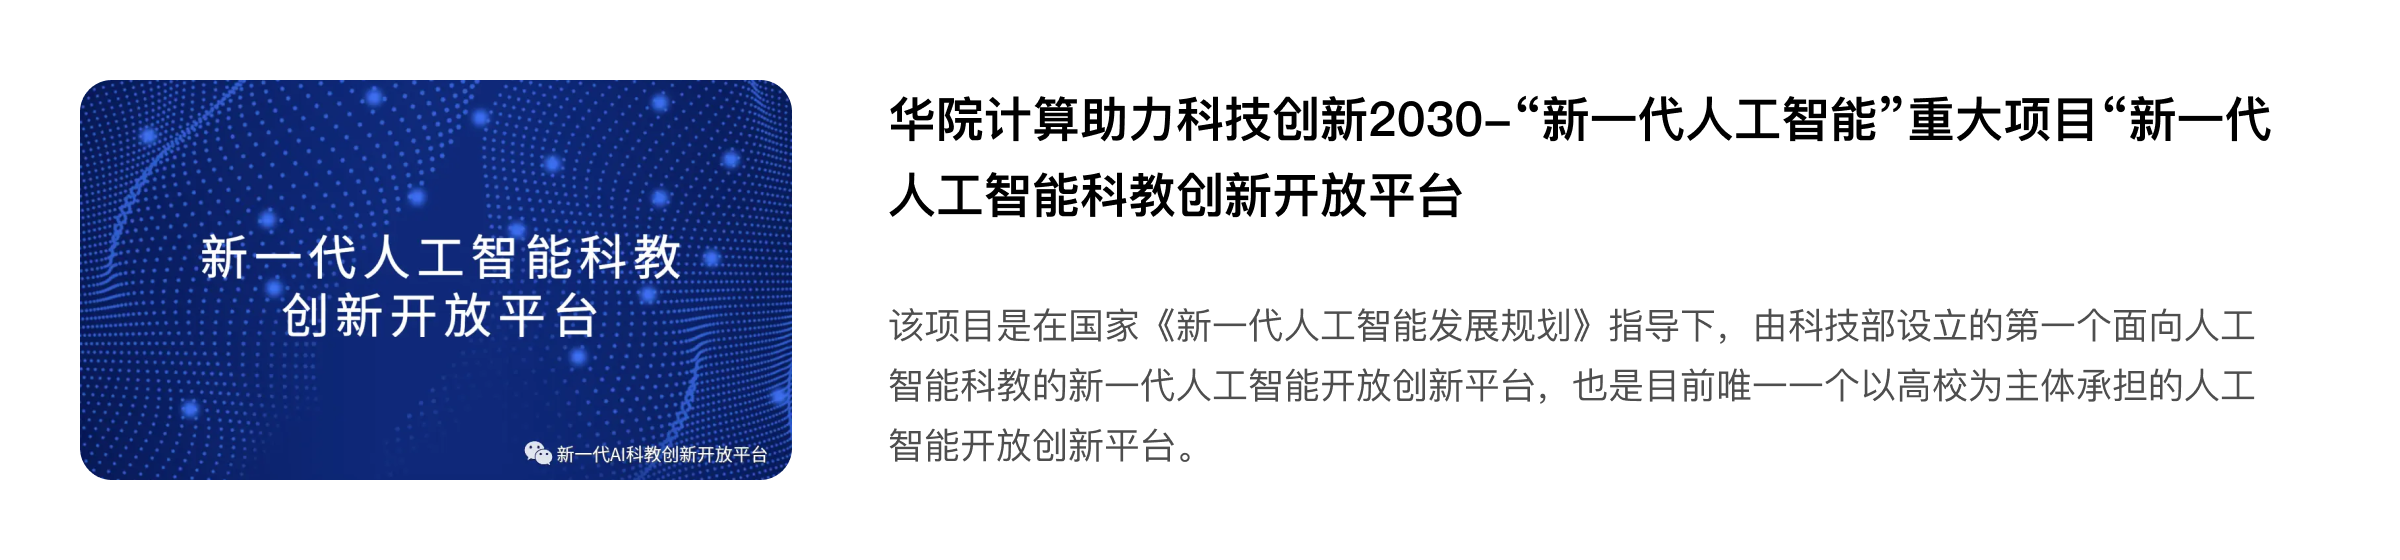 新一代人工智能科教
创新开放平台
新一代AI科教创新开放平台
华院计算助力科技创新2030-“新一代人工智能”重大项目“新一代
人工智能科教创新开放平台
该项目是在国家《新一代人工智能发展规划》指导下，由科技部设立的第一个面向人工
智能科教的新一代人工智能开放创新平台，也是目前唯一一个以高校为主体承担的人工
智能开放创新平台。